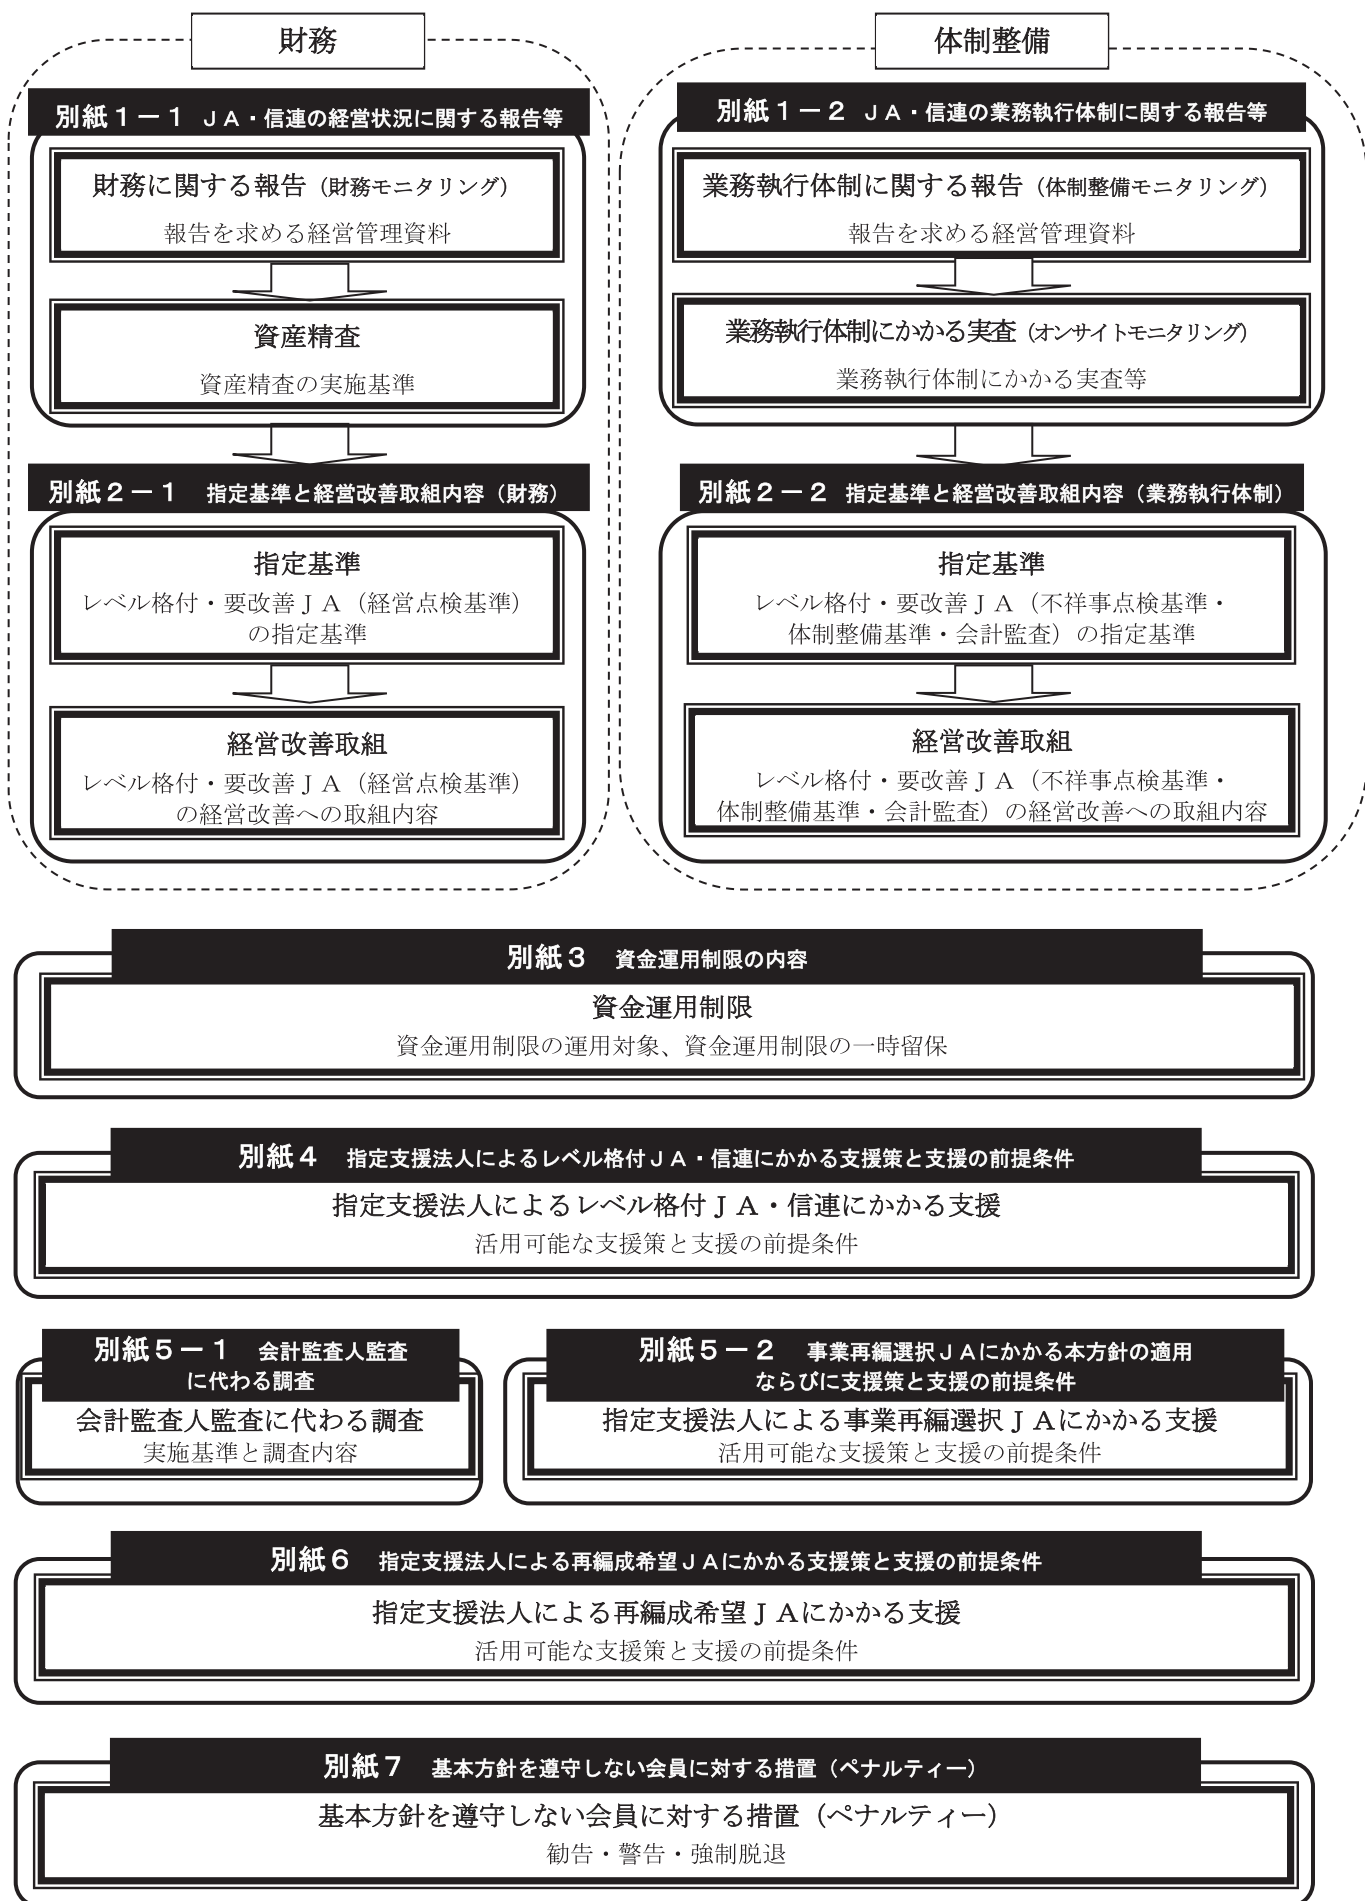 財務
別紙１－１ ＪＡ・信連の経営状況に関する報告等
財務に関する報告（財務モニタリング）
報告を求める経営管理資料
資産精査
資産精査の実施基準
別紙２－１ 指定基準と経営改善取組内容（財務）
指定基準
レベル格付・要改善ＪＡ（経営点検基準）
の指定基準
経営改善取組
レベル格付・要改善ＪＡ（経営点検基準）
の経営改善への取組内容
体制整備
別紙１－２ ＪＡ・信連の業務執行体制に関する報告等
業務執行体制に関する報告（体制整備モニタリング）
報告を求める経営管理資料
業務執行体制にかかる実査（オンサイトモニタリング）
業務執行体制にかかる実査等
別紙２－２ 指定基準と経営改善取組内容（業務執行体制）
指定基準
レベル格付・要改善ＪＡ（不祥事点検基準・
体制整備基準・会計監査）の指定基準
経営改善取組
レベル格付・要改善ＪＡ（不祥事点検基準・
体制整備基準・会計監査）の経営改善への取組内容
別紙３ 資金運用制限の内容
資金運用制限
資金運用制限の運用対象、資金運用制限の一時留保
別紙４ 指定支援法人によるレベル格付ＪＡ・信連にかかる支援策と支援の前提条件
指定支援法人によるレベル格付ＪＡ・信連にかかる支援
活用可能な支援策と支援の前提条件
別紙５－１ 会計監査人監査
に代わる調査
会計監査人監査に代わる調査
実施基準と調査内容
別紙５－２ 事業再編選択ＪＡにかかる本方針の適用
ならびに支援策と支援の前提条件
指定支援法人による事業再編選択ＪＡにかかる支援
活用可能な支援策と支援の前提条件
別紙６ 指定支援法人による再編成希望ＪＡにかかる支援策と支援の前提条件
指定支援法人による再編成希望ＪＡにかかる支援
活用可能な支援策と支援の前提条件
別紙７ 基本方針を遵守しない会員に対する措置（ペナルティー）
基本方針を遵守しない会員に対する措置（ペナルティー）
勧告・警告・強制脱退